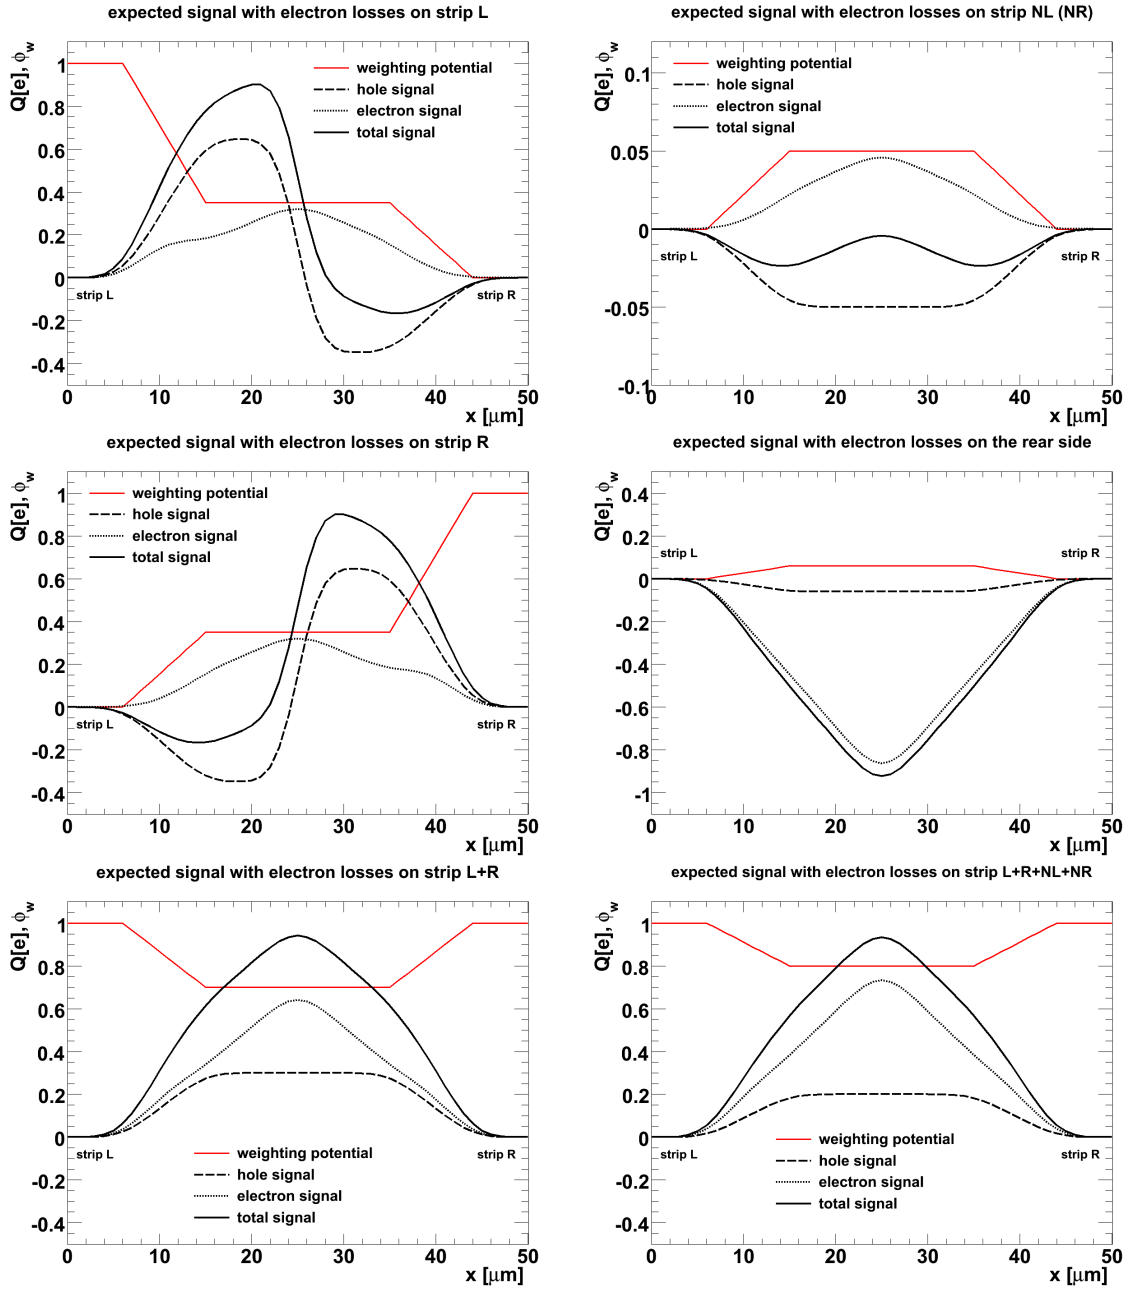 expected signal with electron losses on strip L
Q[e], ϕw
1
0.8
0.6
0.4
0.2
0
-0.2
-0.4
weighting potential
hole signal
electron signal
total signal
strip L
strip R
0 10 20 30 40 50
x [μm]
expected signal with electron losses on strip NL (NR)
Q[e], ϕw
0.1
0.05
0
-0.05
-0.1
weighting potential
hole signal
electron signal
total signal
strip L
strip R
0 10 20 30 40 50
x [μm]
expected signal with electron losses on strip R
Q[e], ϕw
1
0.8
0.6
0.4
0.2
0
-0.2
-0.4
weighting potential
hole signal
electron signal
total signal
strip L
strip R
0 10 20 30 40 50
x [μm]
expected signal with electron losses on the rear side
Q[e], ϕw
0.4
0.2
0
-0.2
-0.4
-0.6
-0.8
-1
strip L
strip R
0 10 20 30 40 50
x [μm]
expected signal with electron losses on strip L+R
Q[e], ϕw
1
0.8
0.6
0.4
0.2
0
-0.2
-0.4
strip L
strip R
weighting potential
hole signal
electron signal
total signal
0 10 20 30 40 50
x [μm]
expected signal with electron losses on strip L+R+NL+NR
Q[e], ϕw
1
0.8
0.6
0.4
0.2
0
-0.2
-0.4
strip L
strip R
weighting potential
hole signal
electron signal
total signal
0 10 20 30 40 50
x [μm]